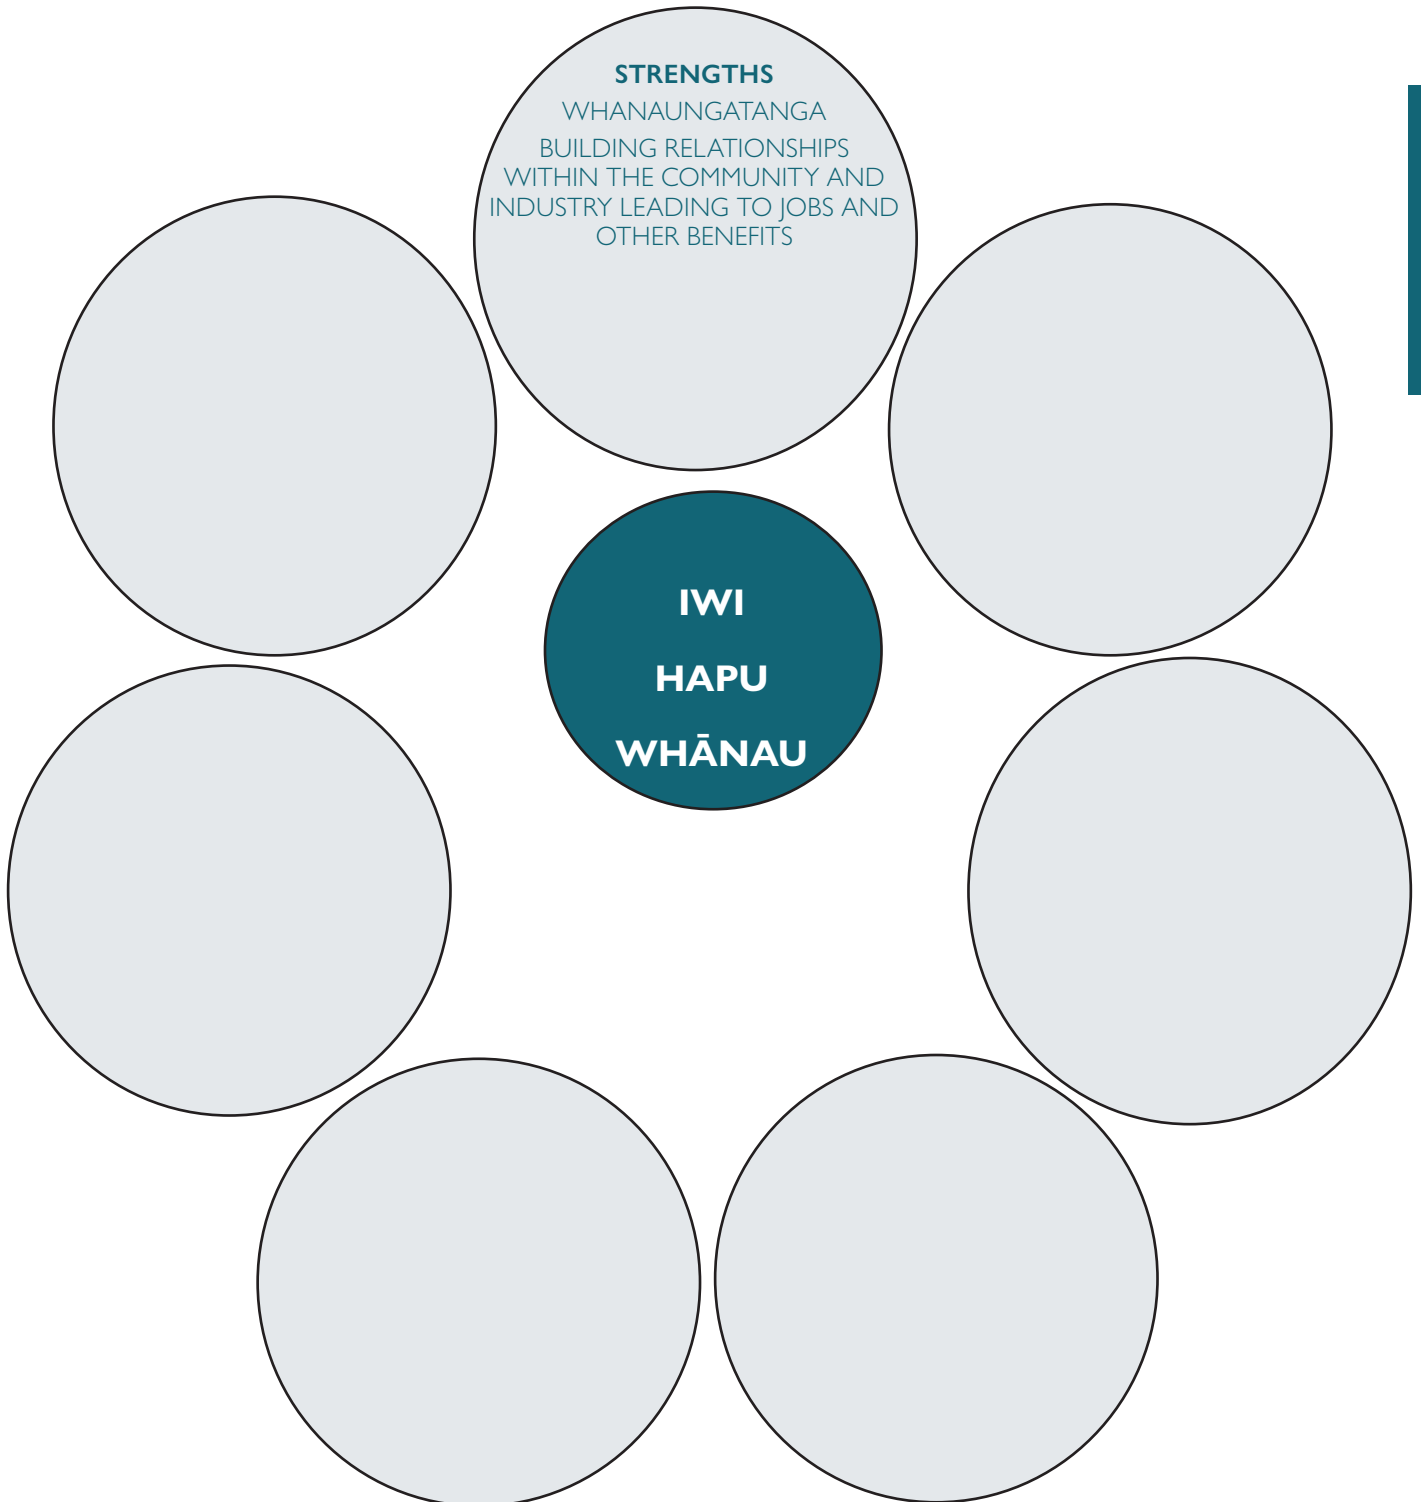 STRENGTHS
WHANAUNGATANGA
BUILDING RELATIONSHIPS
WITHIN THE COMMUNITY AND
INDUSTRY LEADING TO JOBS AND
OTHER BENEFITS
IWI
HAPU
WHĀNAU